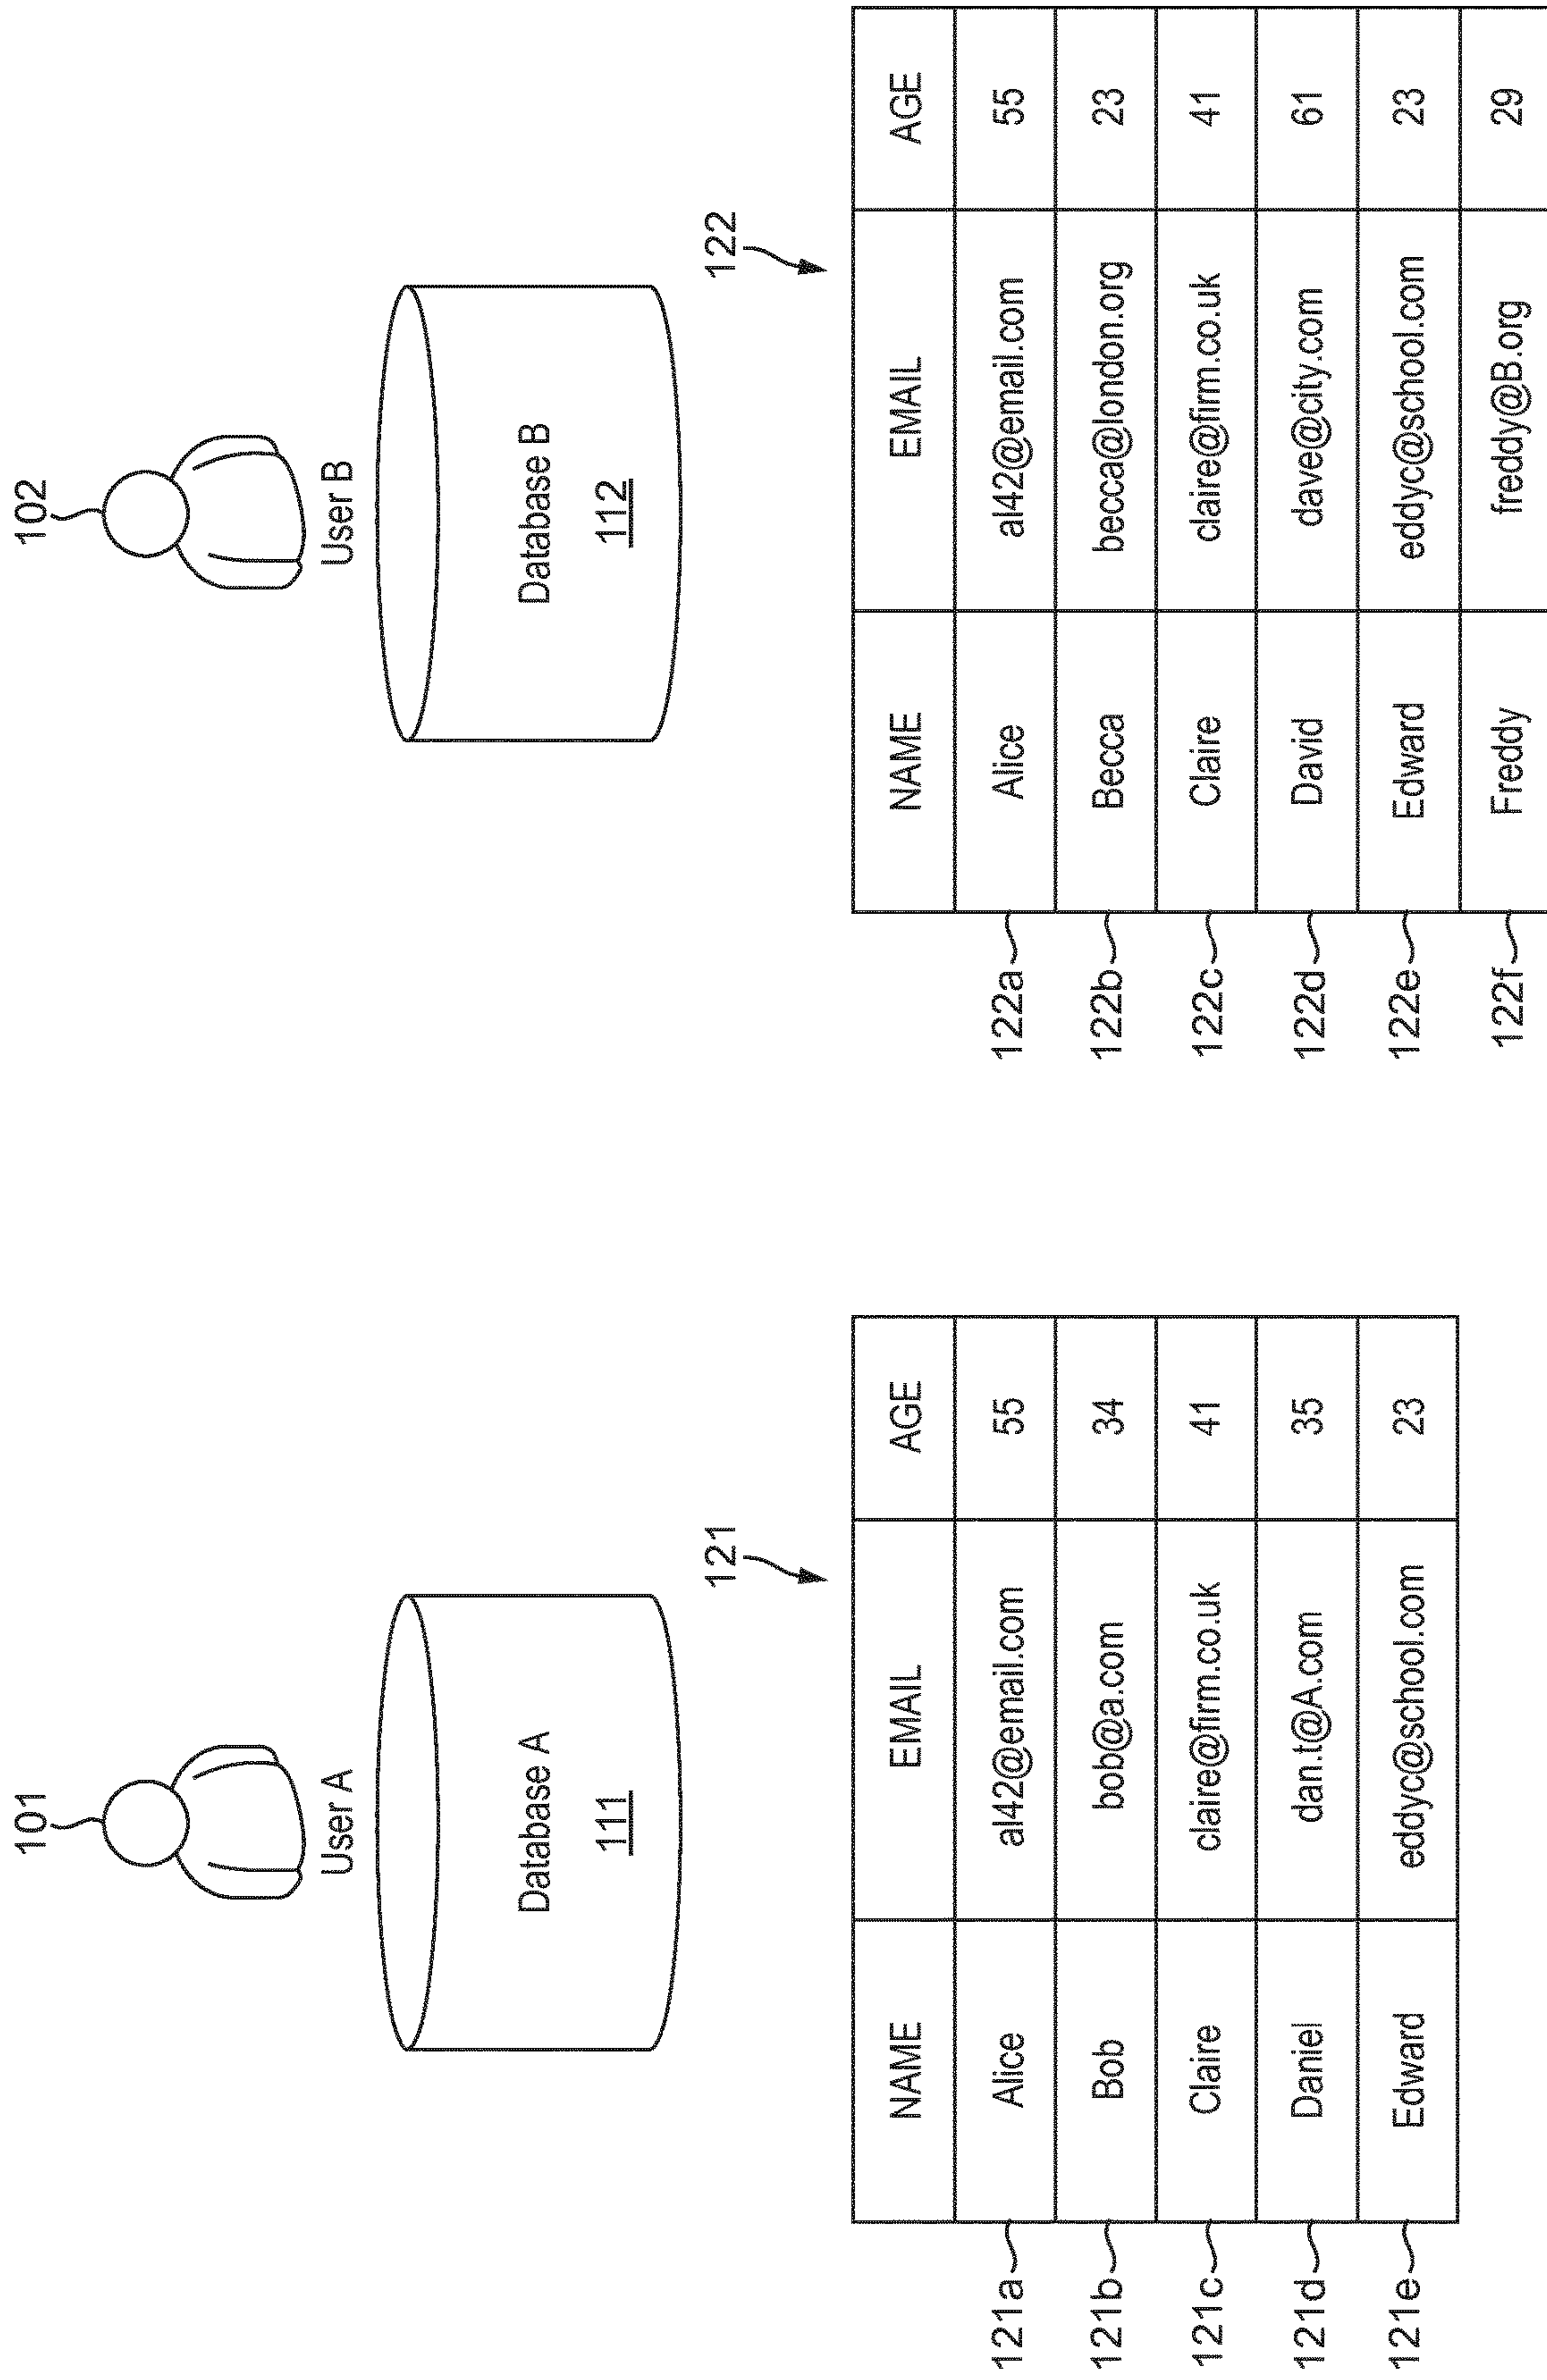 101
User A
Database A
111
121
NAME EMAIL AGE
121a Alice al42@email.com 55
121b Bob bob@a.com 34
121c Claire claire@firm.co.uk 41
121d Daniel dan.t@A.com 35
121e Edward eddyc@school.com 23
102
User B
Database B
112
122
NAME EMAIL AGE
122a Alice al42@email.com 55
122b Becca becca@london.org 23
122c Claire claire@firm.co.uk 41
122d David dave@city.com 61
122e Edward eddyc@school.com 23
122f Freddy freddy@B.org 29